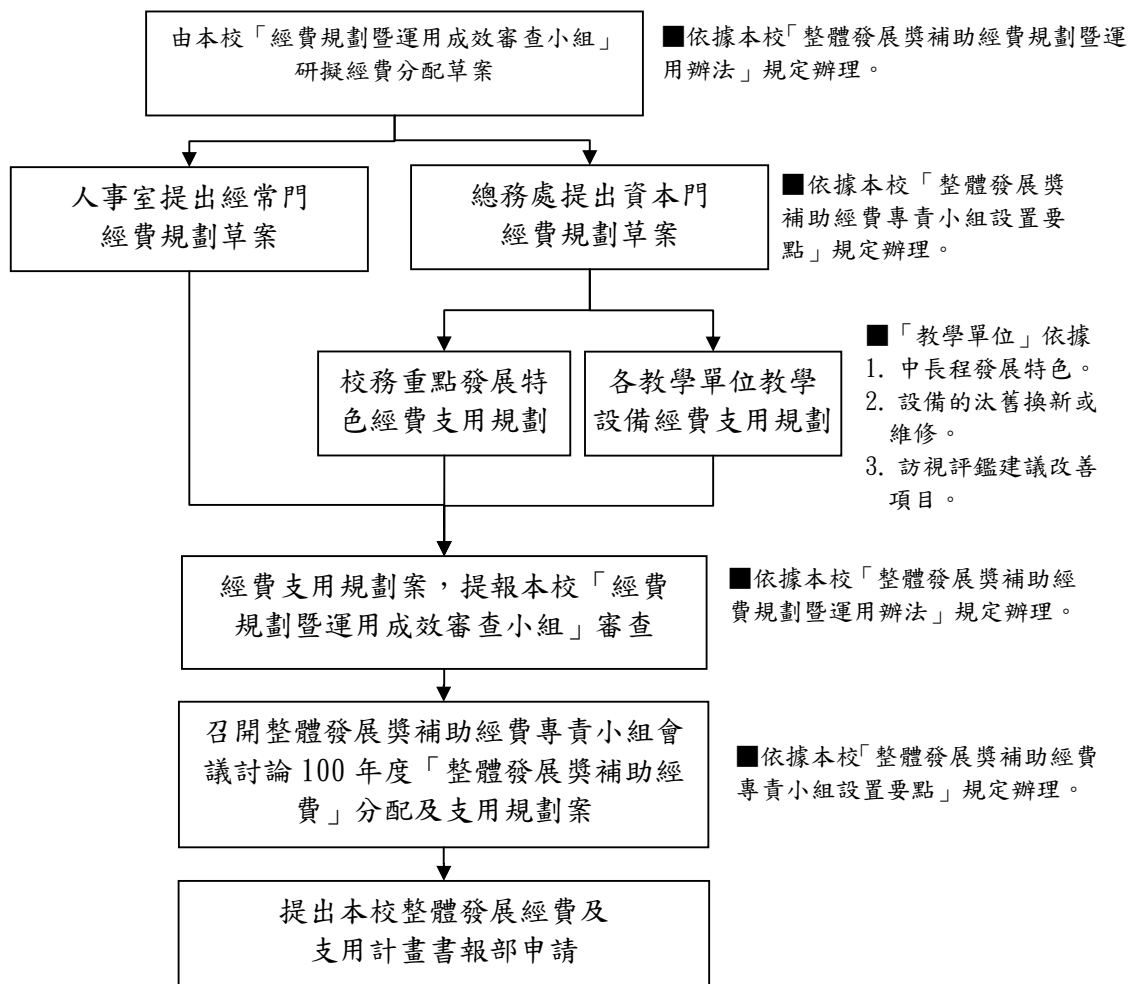 由本校「經費規劃暨運用成效審查小組」
研擬經費分配草案
■依據本校「整體發展獎補助經費規劃暨運
用辦法」規定辦理。
人事室提出經常門
經費規劃草案
總務處提出資本門
經費規劃草案
■依據本校「整體發展獎
補助經費專責小組設置要
點」規定辦理。
校務重點發展特
色經費支用規劃
各教學單位教學
設備經費支用規劃
■「教學單位」依據
1. 中長程發展特色。
2. 設備的汰舊換新或
維修。
3. 訪視評鑑建議改善
項目。
經費支用規劃案，提報本校「經費
規劃暨運用成效審查小組」審查
■依據本校「整體發展獎補助經
費規劃暨運用辦法」規定辦理。
召開整體發展獎補助經費專責小組會
議討論 100 年度「整體發展獎補助經
費」分配及支用規劃案
■依據本校「整體發展獎補助經費
專責小組設置要點」規定辦理。
提出本校整體發展經費及
支用計畫書報部申請